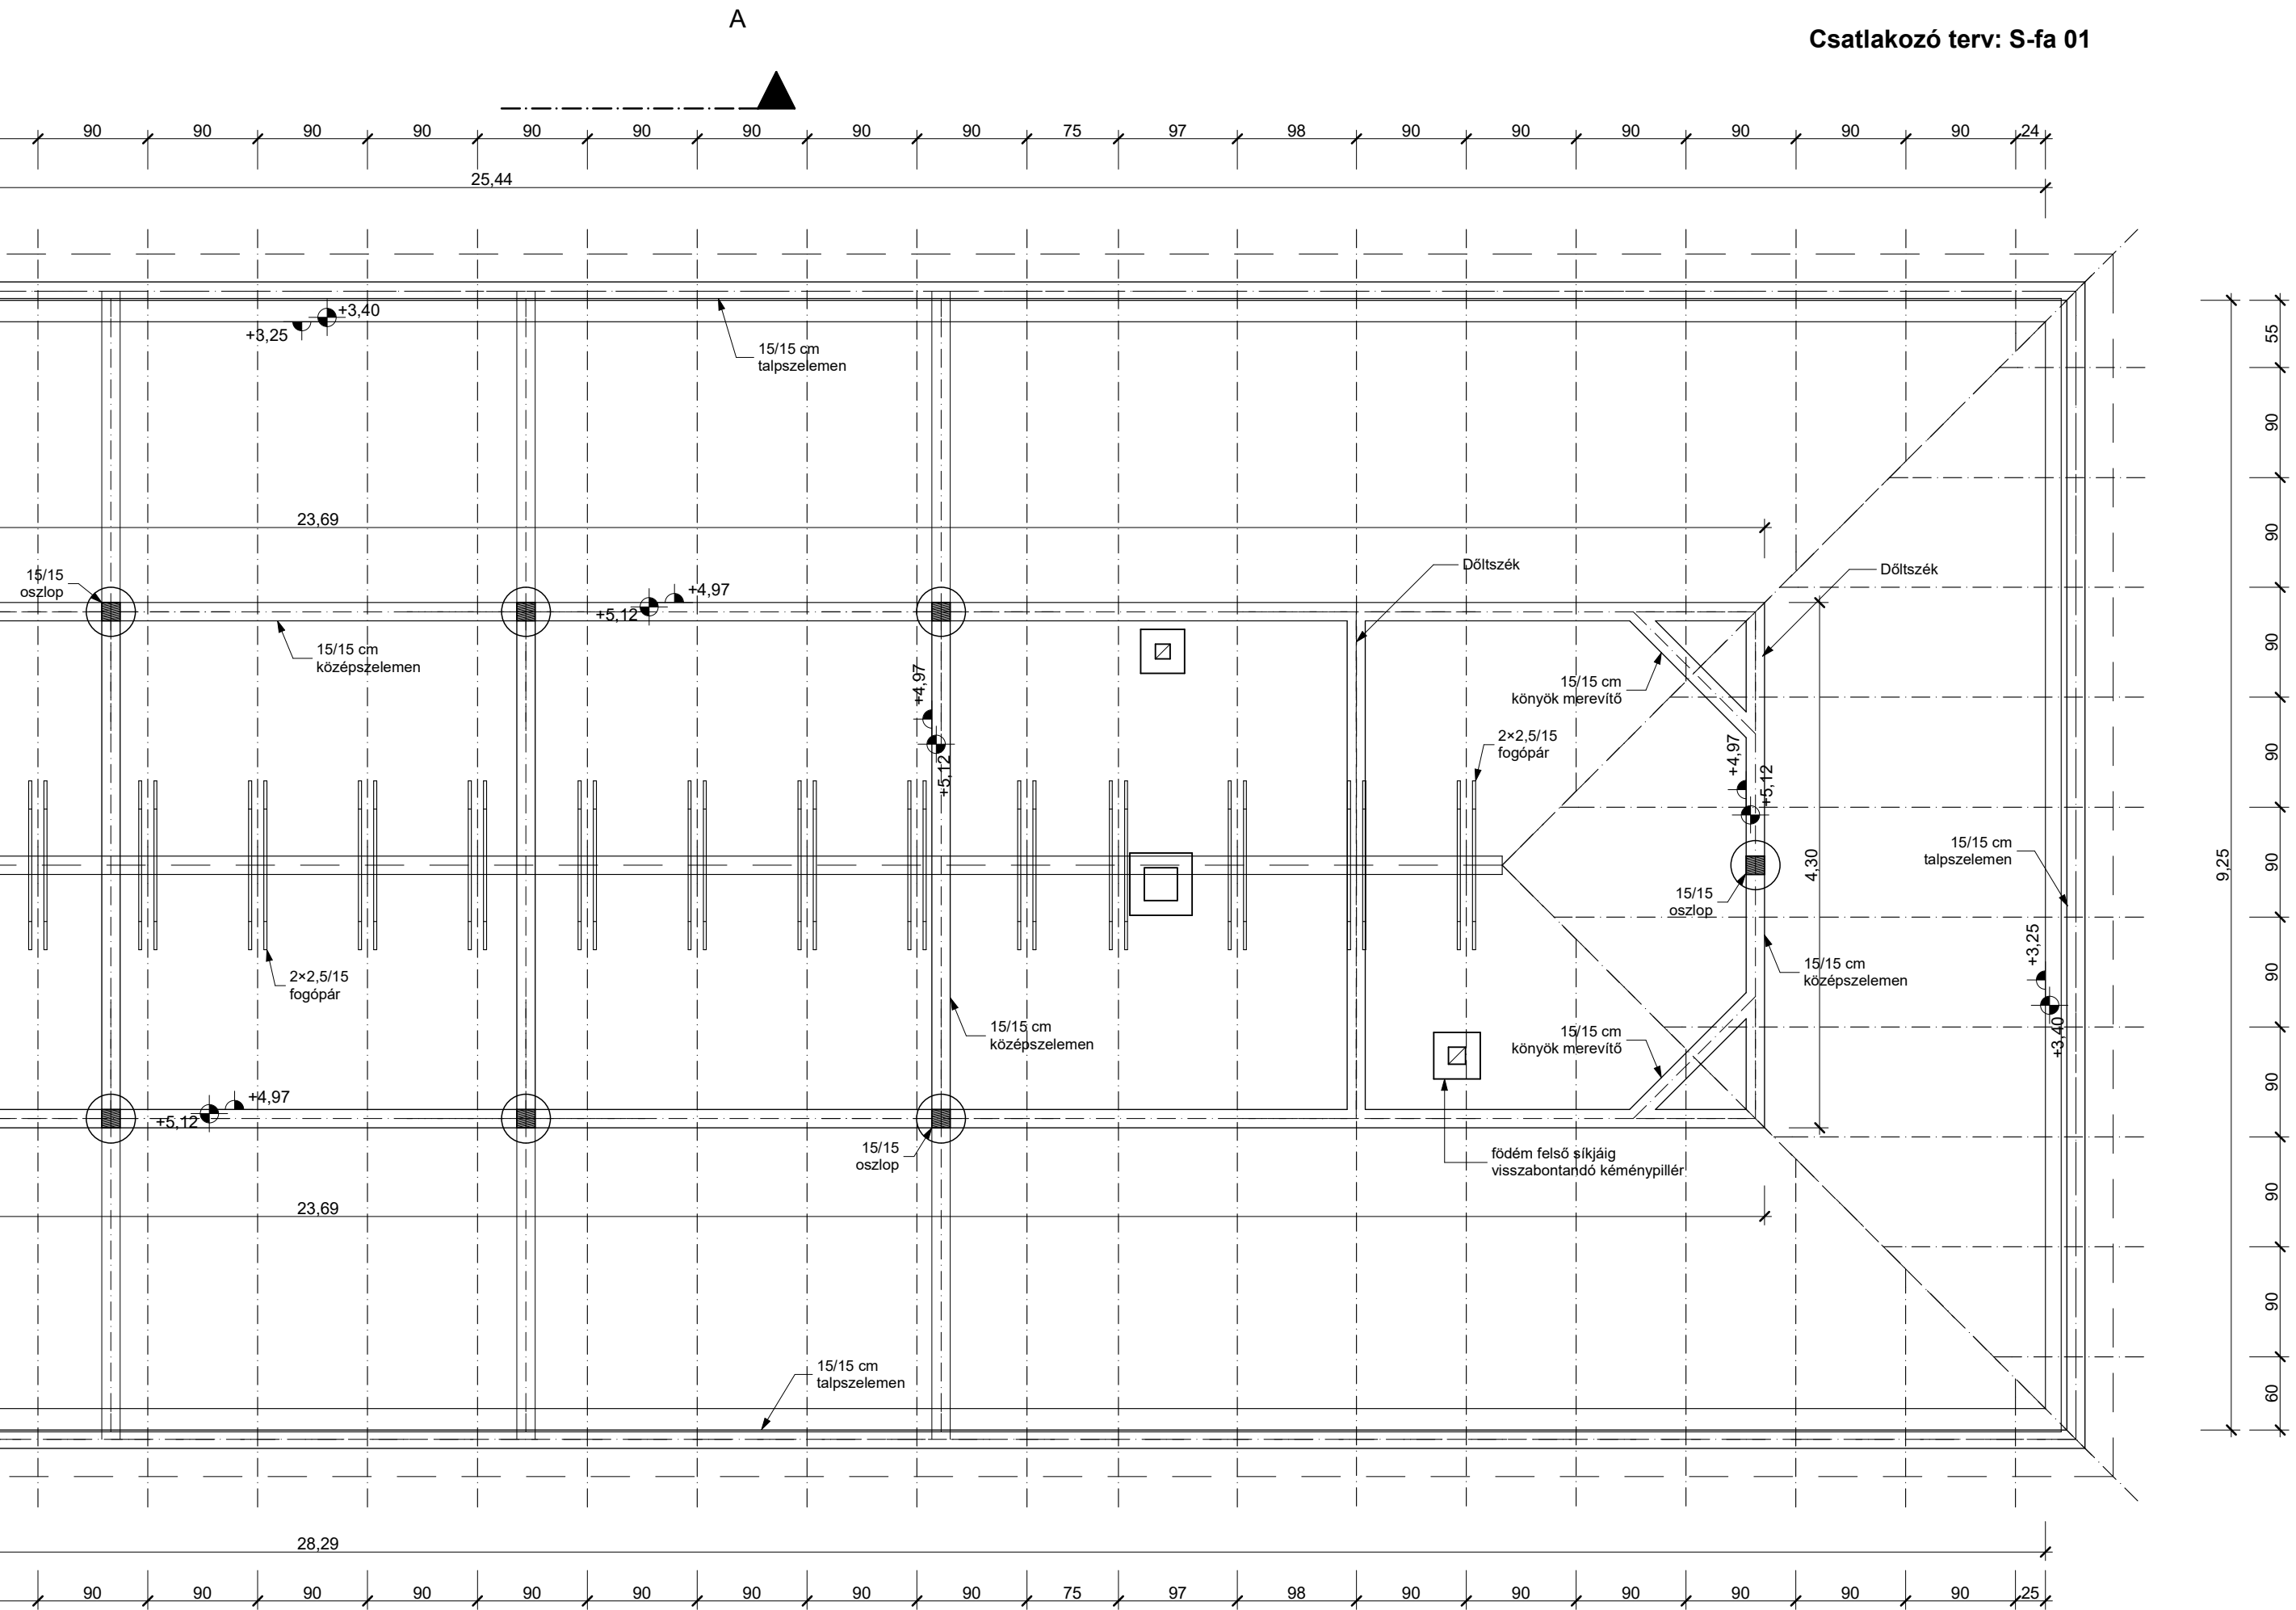 A
Csatlakozó terv: S-fa 01
90 90 90 90 90 90 90 90 90 75 97 98 90 90 90 90 90 90 24
25,44
+3,40
+3,25
15/15 cm
talpszelemen
23,69
15/15
oszlop
+4,97
+5,12
15/15 cm
középszelemen
Dőltszék
Dőltszék
+4,97
+5,12
15/15 cm
könyök merevítő
2×2,5/15
fogópár
+4,97
+5,12
4,30
15/15
oszlop
15/15 cm
talpszelemen
15/15 cm
középszelemen
+3,25
+3,40
9,25
55
90
90
90
90
90
90
90
90
90
60
2×2,5/15
fogópár
15/15 cm
középszelemen
15/15 cm
könyök merevítő
+4,97
+5,12
15/15
oszlop
födém felső síkjáig
visszabontandó kéménypillér
23,69
15/15 cm
talpszelemen
28,29
90 90 90 90 90 90 90 90 90 75 97 98 90 90 90 90 90 90 25